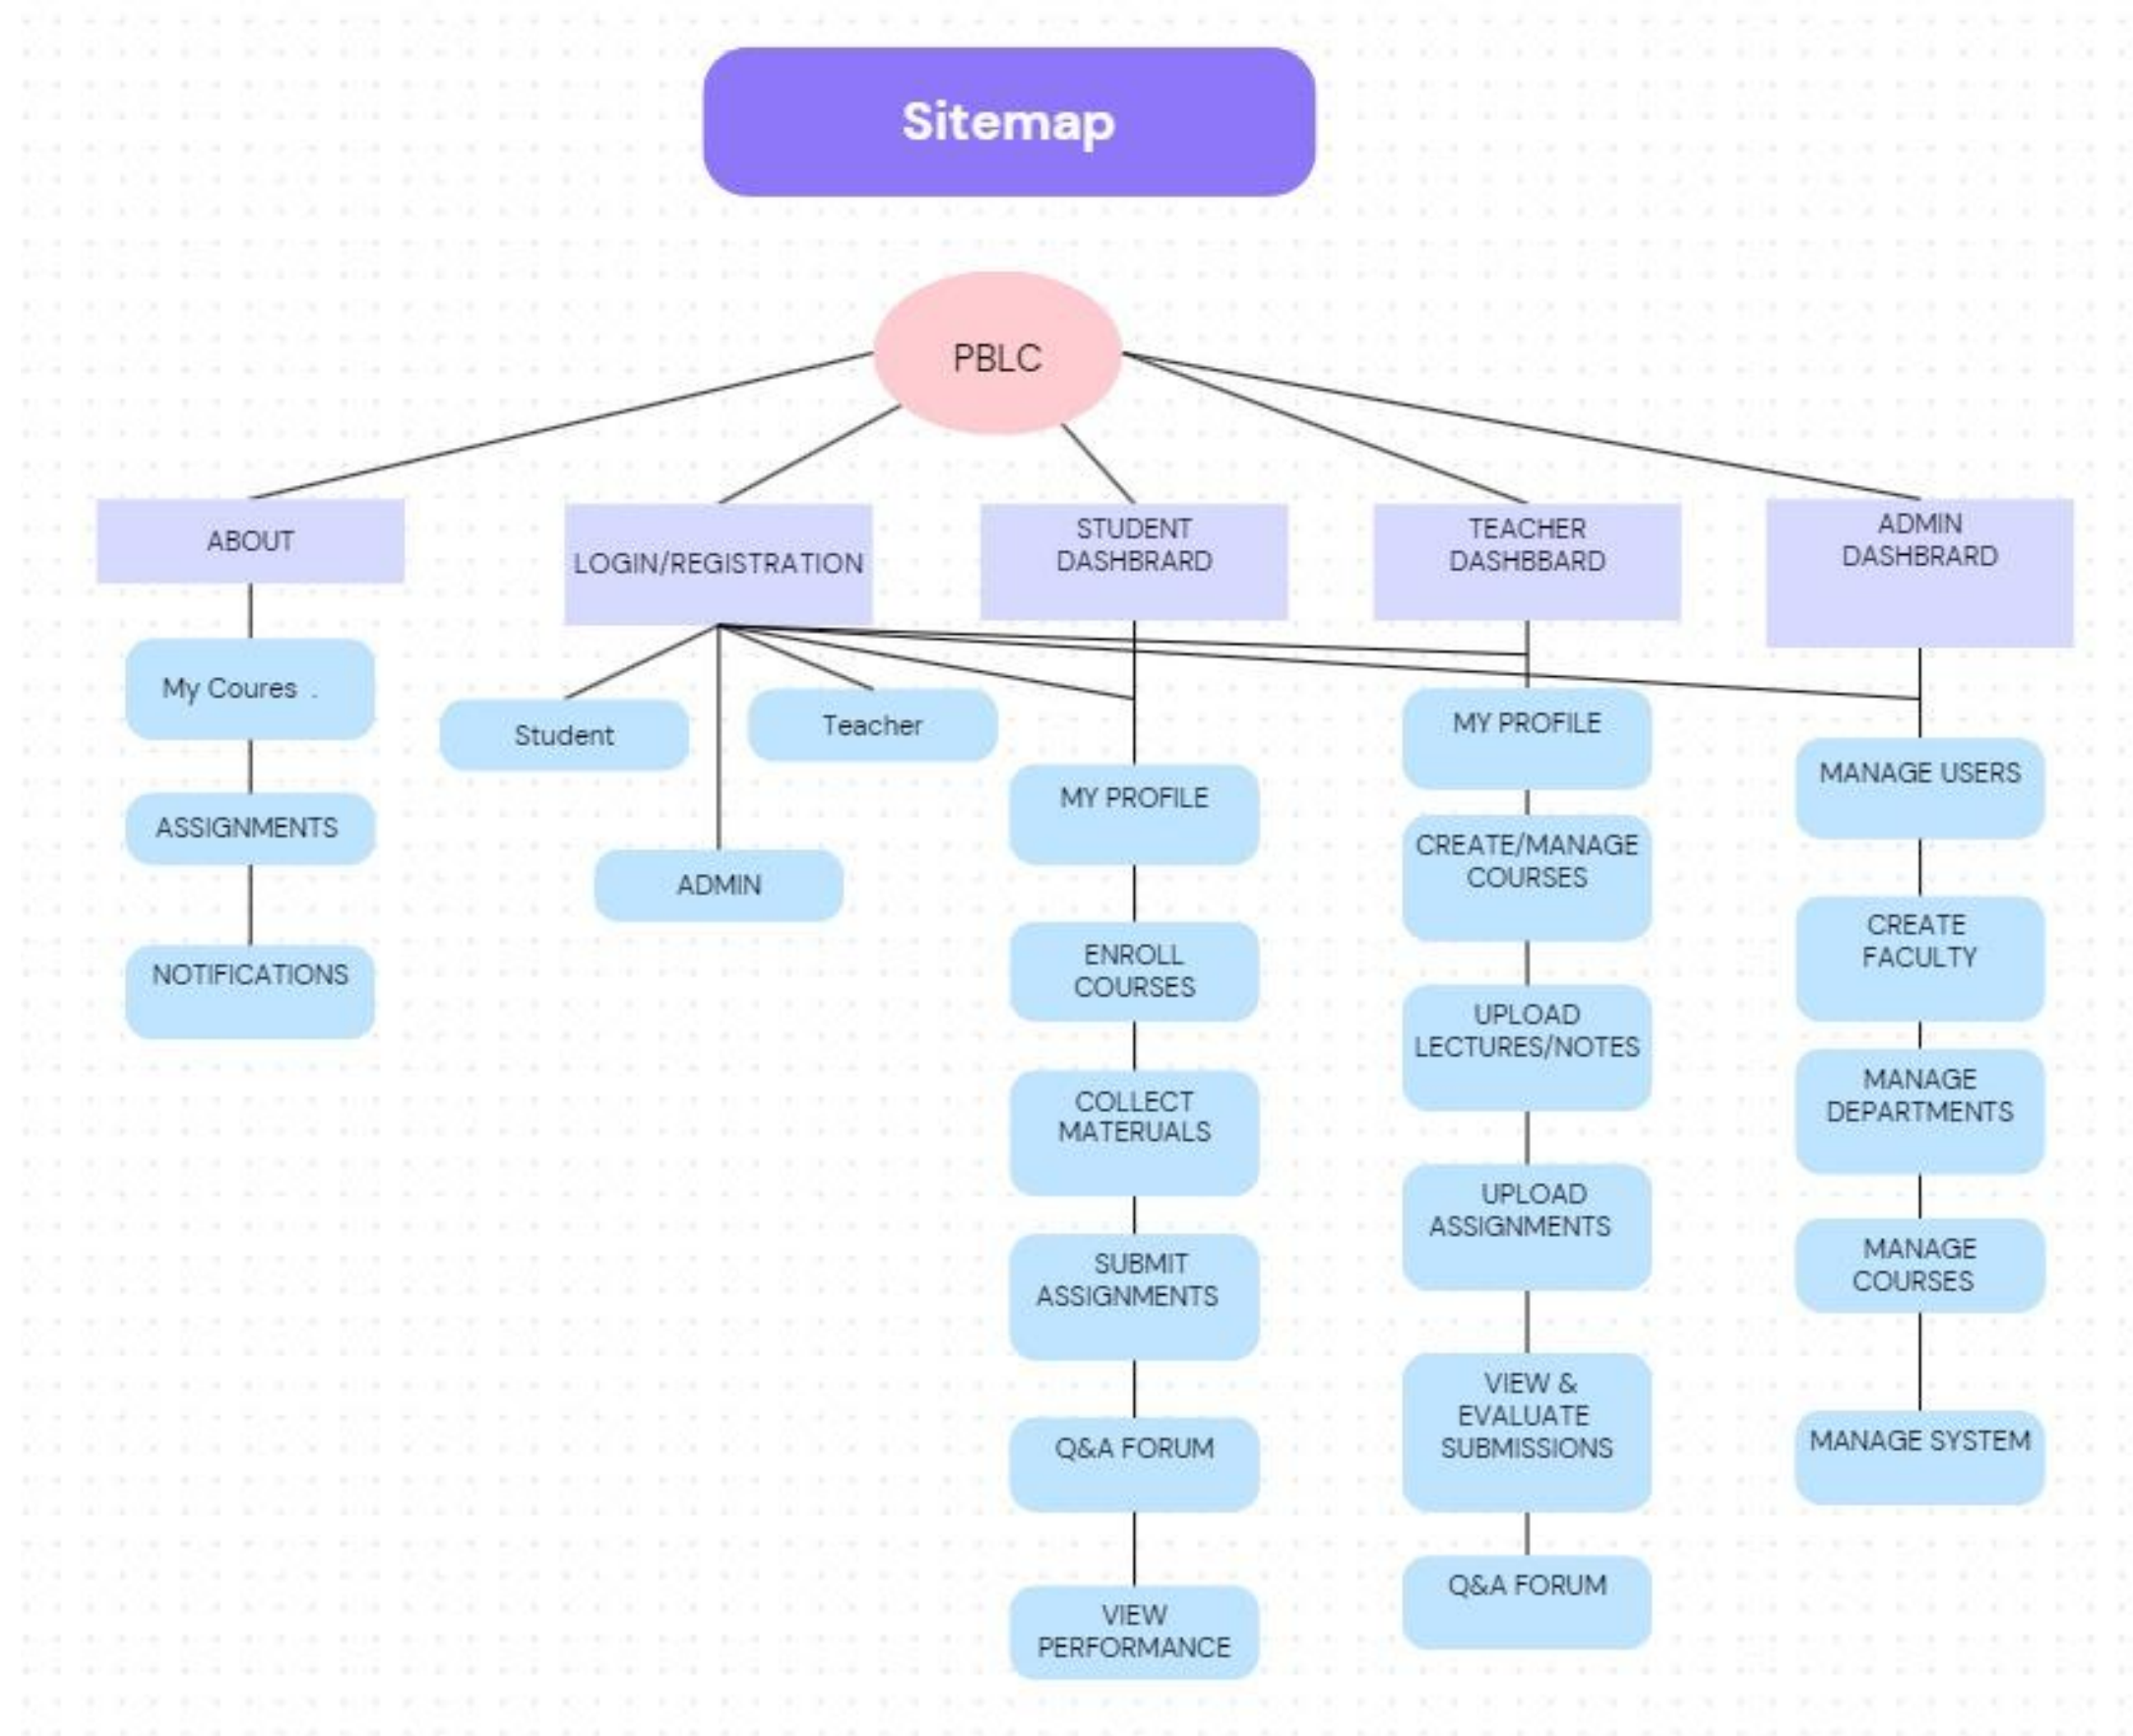 Sitemap
PBLC
ABOUT
My Coures .
ASSIGNMENTS
NOTIFICATIONS
LOGIN/REGISTRATION
Student
Teacher
ADMIN
STUDENT
DASHBRARD
MY PROFILE
ENROLL
COURSES
COLLECT
MATERUALS
SUBMIT
ASSIGNMENTS
Q&A FORUM
VIEW
PERFORMANCE
TEACHER
DASHBBARD
MY PROFILE
CREATE/MANAGE
COURSES
UPLOAD
LECTURES/NOTES
UPLOAD
ASSIGNMENTS
VIEW &
EVALUATE
SUBMISSIONS
Q&A FORUM
ADMIN
DASHBRARD
MANAGE USERS
CREATE
FACULTY
MANAGE
DEPARTMENTS
MANAGE
COURSES
MANAGE SYSTEM